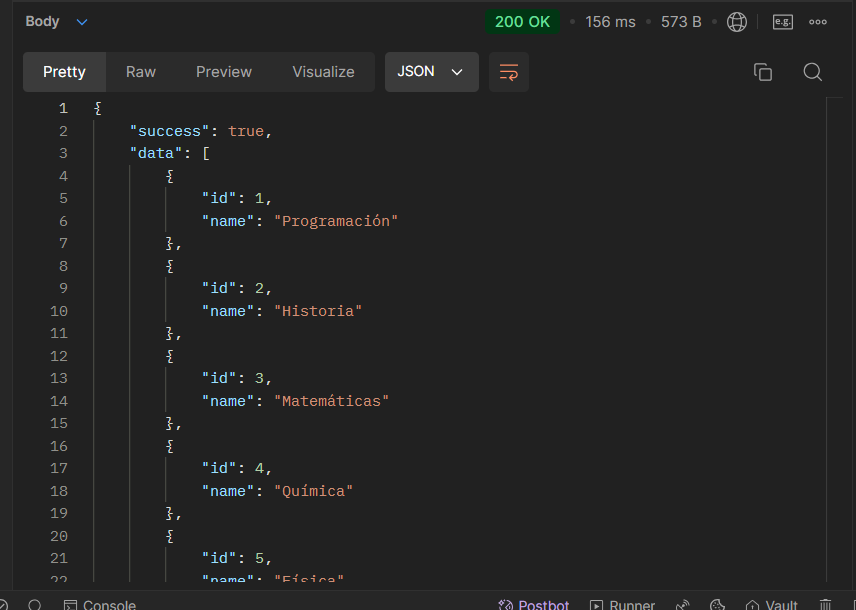 Body
200 OK • 156 ms • 573 B • e.g.
Pretty Raw Preview Visualize JSON
1 {
2 "success": true,
3 "data": [
4 {
5 "id": 1,
6 "name": "Programación"
7 },
8 {
9 "id": 2,
10 "name": "Historia"
11 },
12 {
13 "id": 3,
14 "name": "Matemáticas"
15 },
16 {
17 "id": 4,
18 "name": "Química"
19 },
20 {
21 "id": 5,
22 "name": "Física"
Console Postbot Runner Vault